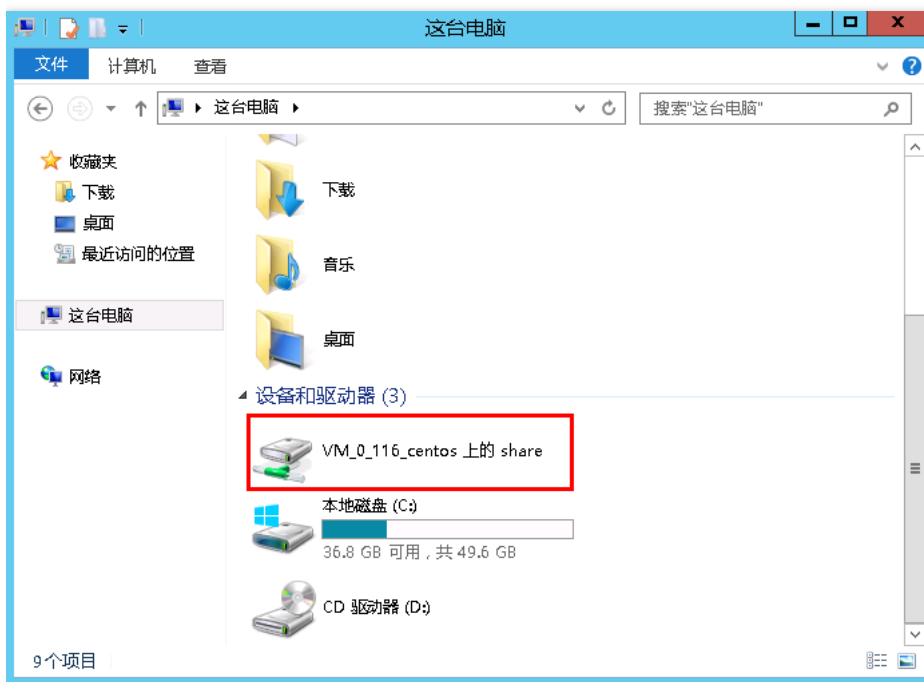 这台电脑
文件 计算机 查看
这台电脑
搜索"这台电脑"
收藏夹
下载
桌面
最近访问的位置
这台电脑
网络
下载
音乐
桌面
设备和驱动器 (3)
VM_0_116_centos 上的 share
本地磁盘 (C:)
36.8 GB 可用，共 49.6 GB
CD 驱动器 (D:)
9个项目